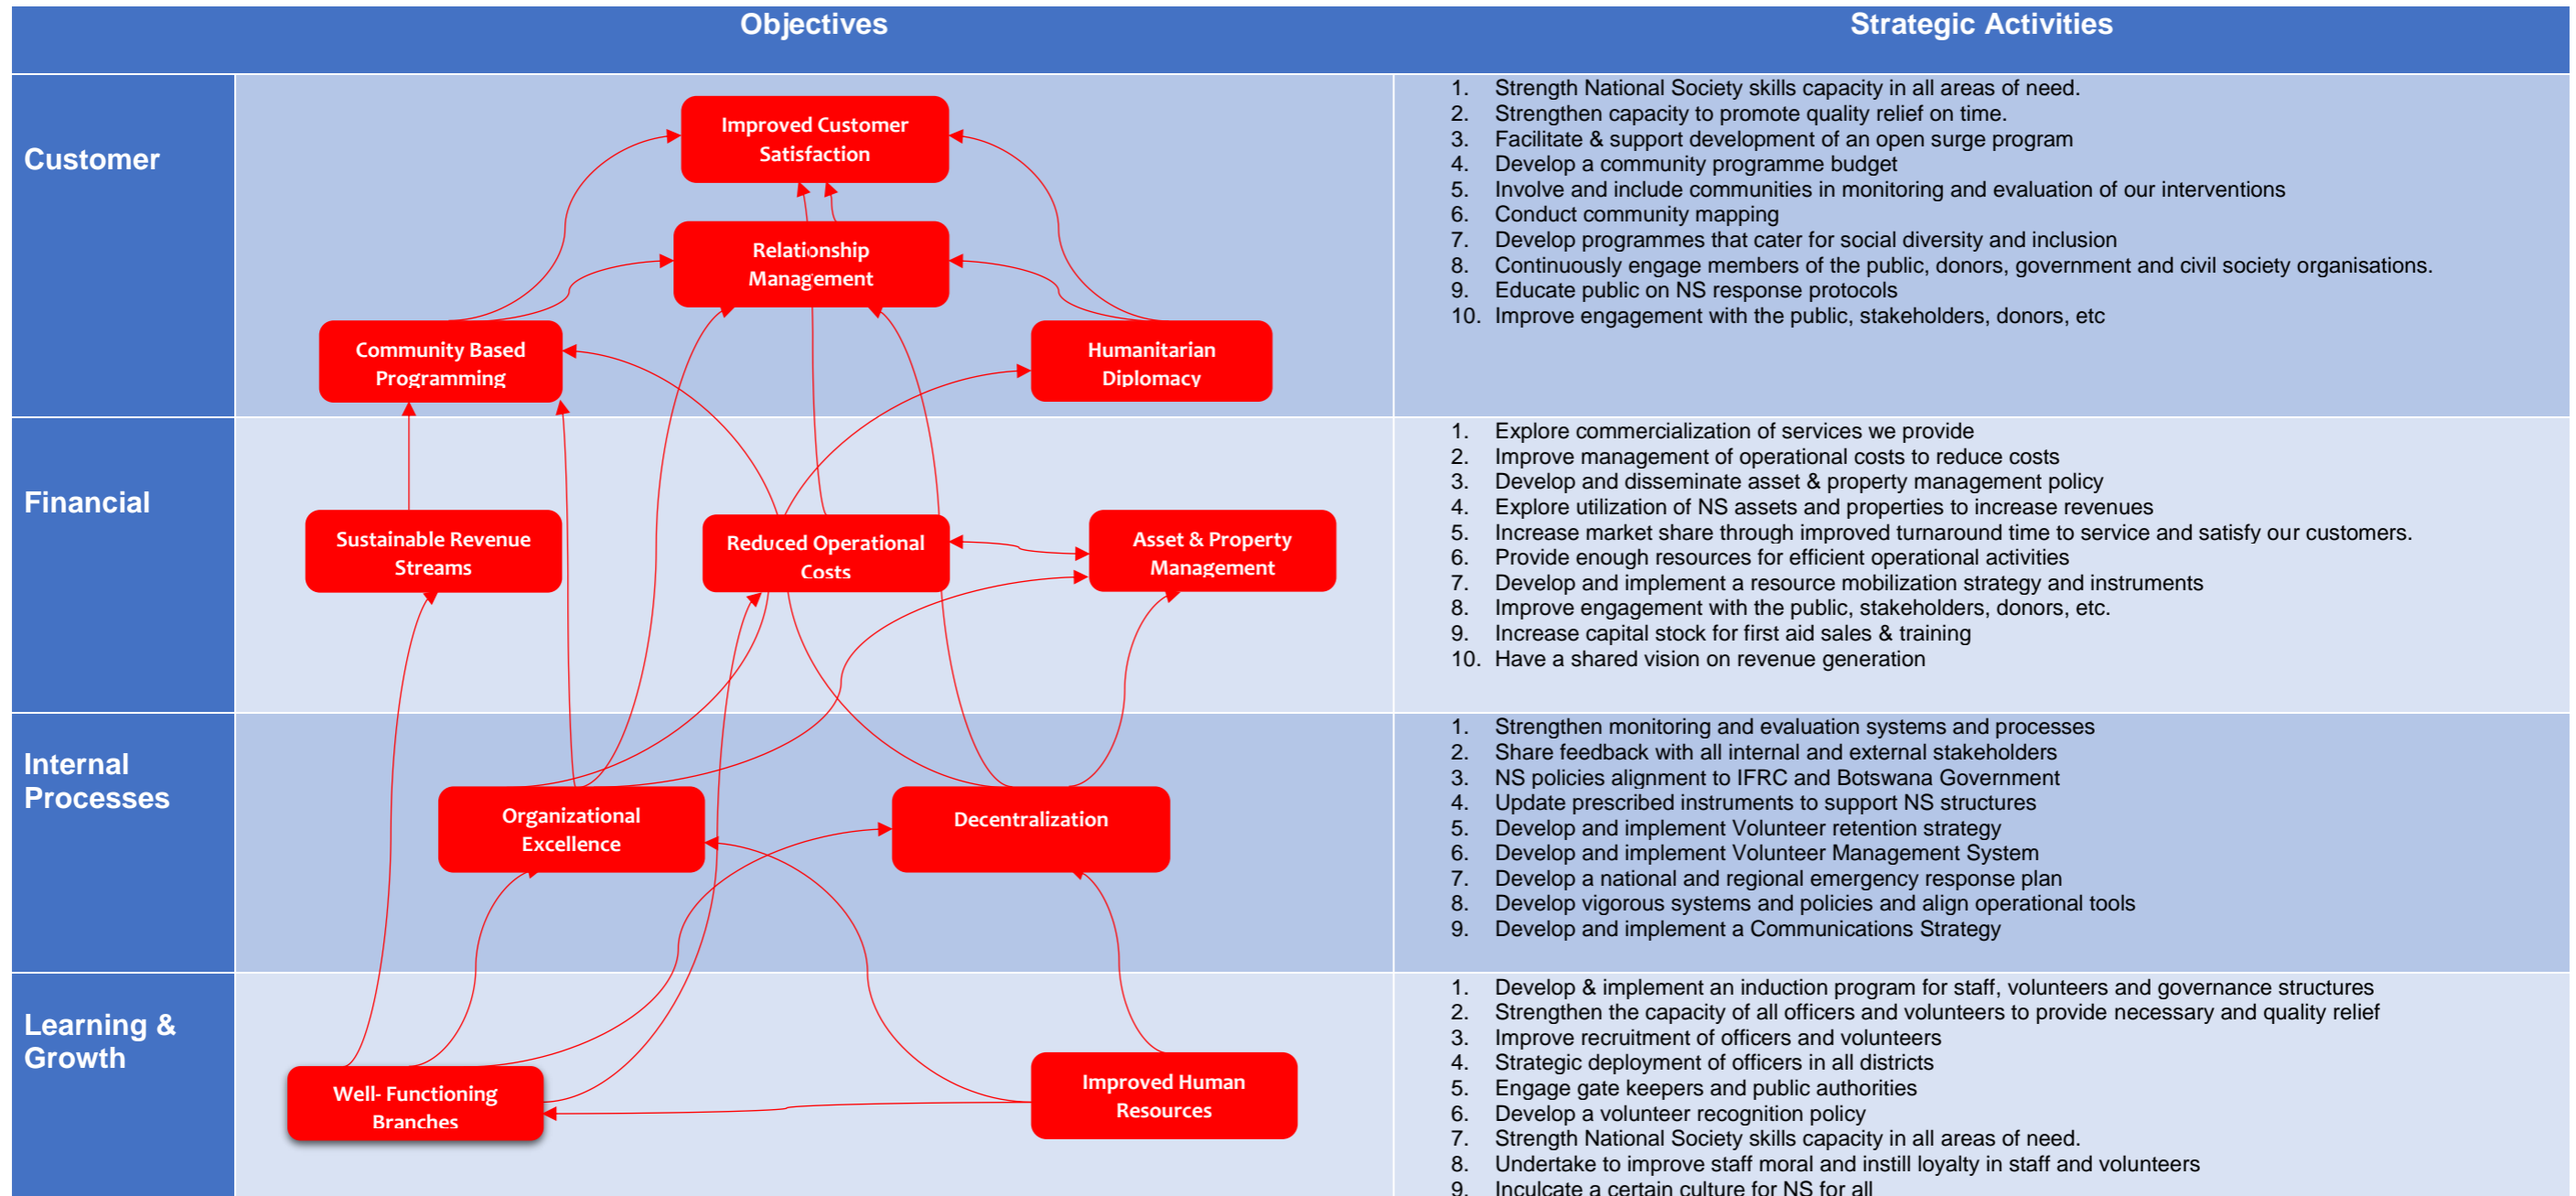 Objectives
Strategic Activities
Customer
Improved Customer
Satisfaction
Relationship
Management
Community Based
Programming
Humanitarian
Diplomacy
1. Strength National Society skills capacity in all areas of need.
2. Strengthen capacity to promote quality relief on time.
3. Facilitate & support development of an open surge program
4. Develop a community programme budget
5. Involve and include communities in monitoring and evaluation of our interventions
6. Conduct community mapping
7. Develop programmes that cater for social diversity and inclusion
8. Continuously engage members of the public, donors, government and civil society organisations.
9. Educate public on NS response protocols
10. Improve engagement with the public, stakeholders, donors, etc
Financial
Sustainable Revenue
Streams
Reduced Operational
Costs
Asset & Property
Management
1. Explore commercialization of services we provide
2. Improve management of operational costs to reduce costs
3. Develop and disseminate asset & property management policy
4. Explore utilization of NS assets and properties to increase revenues
5. Increase market share through improved turnaround time to service and satisfy our customers.
6. Provide enough resources for efficient operational activities
7. Develop and implement a resource mobilization strategy and instruments
8. Improve engagement with the public, stakeholders, donors, etc.
9. Increase capital stock for first aid sales & training
10. Have a shared vision on revenue generation
Internal
Processes
Organizational
Excellence
Decentralization
1. Strengthen monitoring and evaluation systems and processes
2. Share feedback with all internal and external stakeholders
3. NS policies alignment to IFRC and Botswana Government
4. Update prescribed instruments to support NS structures
5. Develop and implement Volunteer retention strategy
6. Develop and implement Volunteer Management System
7. Develop a national and regional emergency response plan
8. Develop vigorous systems and policies and align operational tools
9. Develop and implement a Communications Strategy
Learning &
Growth
Well- Functioning
Branches
Improved Human
Resources
1. Develop & implement an induction program for staff, volunteers and governance structures
2. Strengthen the capacity of all officers and volunteers to provide necessary and quality relief
3. Improve recruitment of officers and volunteers
4. Strategic deployment of officers in all districts
5. Engage gate keepers and public authorities
6. Develop a volunteer recognition policy
7. Strength National Society skills capacity in all areas of need.
8. Undertake to improve staff moral and instill loyalty in staff and volunteers
9. Inculcate a certain culture for NS for all